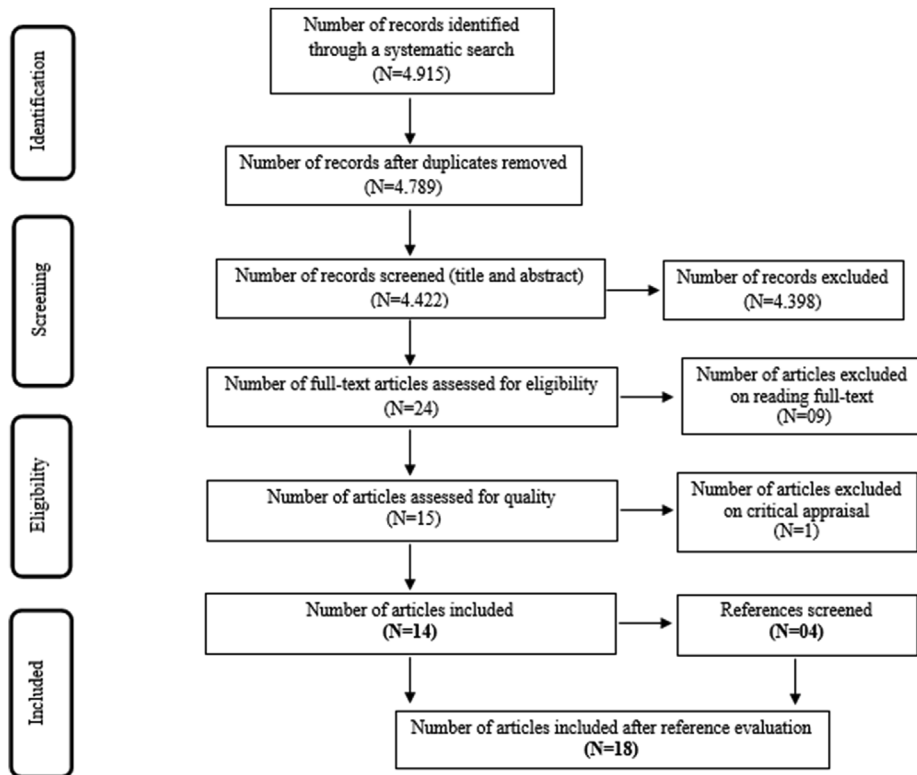 Identification
Number of records identified
through a systematic search
(N=4.915)
Number of records after duplicates removed
(N=4.789)
Screening
Number of records screened (title and abstract)
(N=4.422)
Number of records excluded
(N=4.398)
Number of full-text articles assessed for eligibility
(N=24)
Number of articles excluded
on reading full-text
(N=09)
Eligibility
Number of articles assessed for quality
(N=15)
Number of articles excluded
on critical appraisal
(N=1)
Included
Number of articles included
(N=14)
References screened
(N=04)
Number of articles included after reference evaluation
(N=18)